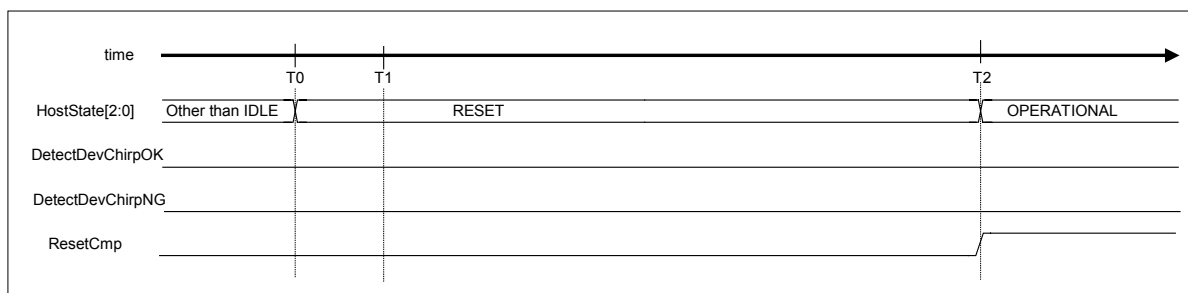 time
T0 T1 T2
HostState[2:0] Other than IDLE RESET OPERATIONAL
DetectDevChirpOK
DetectDevChirpNG
ResetCmp